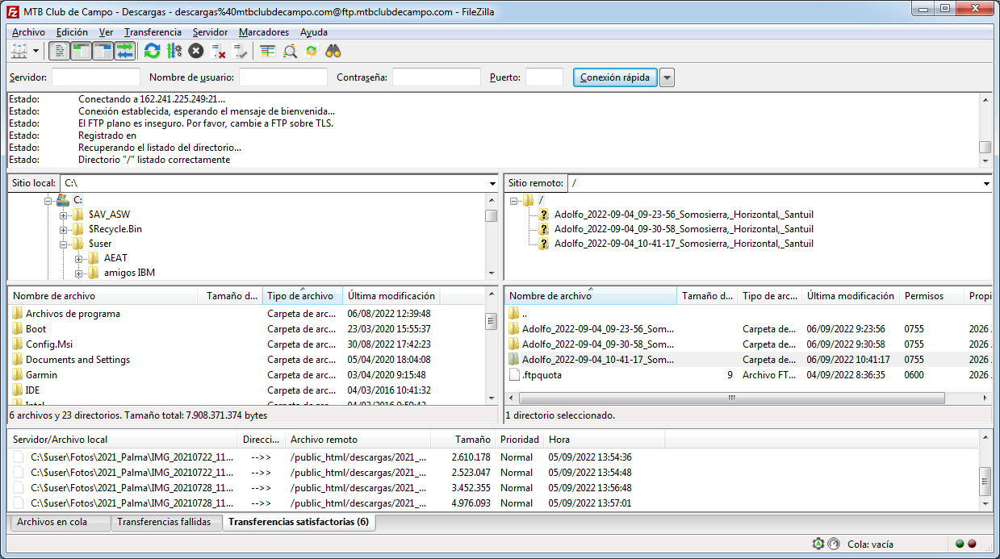 MTB Club de Campo - Descargas - descargas%40mtbclubdecampo.com@ftp.mtbclubdecampo.com - FileZilla
Archivo Edición Ver Transferencia Servidor Marcadores Ayuda
Servidor: Nombre de usuario: Contraseña: Puerto: Conexión rápida
Estado: Conectando a 162.241.225.249:21...
Estado: Conexión establecida, esperando el mensaje de bienvenida...
Estado: El FTP plano es inseguro. Por favor, cambie a FTP sobre TLS.
Estado: Registrado en
Estado: Recuperando el listado del directorio...
Estado: Directorio "/" listado correctamente
Sitio local: C:\
C:
$AV_ASW
$Recycle.Bin
$user
AEAT
amigos IBM
Sitio remoto: /
/
? Adolfo_2022-09-04_09-23-56_Somosierra,_Horizontal,_Santuil
? Adolfo_2022-09-04_09-30-58_Somosierra,_Horizontal,_Santuil
? Adolfo_2022-09-04_10-41-17_Somosierra,_Horizontal,_Santuil
Nombre de archivo Tamaño d... Tipo de archivo Última modificación
Archivos de programa Carpeta de arc... 06/08/2022 12:39:48
Boot Carpeta de arc... 23/03/2020 15:55:37
Config.Msi Carpeta de arc... 30/08/2022 17:42:23
Documents and Settings Carpeta de arc... 05/04/2020 18:04:08
Garmin Carpeta de arc... 03/04/2020 9:15:48
IDE Carpeta de arc... 04/03/2016 10:41:32
Intel Carpeta de arc... 04/03/2016 9:59:42
6 archivos y 23 directorios. Tamaño total: 7.908.371.374 bytes
Nombre de archivo Tamaño d... Tipo de arc... Última modificación Permisos Propi
..
Adolfo_2022-09-04_09-23-56_Som... Carpeta de... 06/09/2022 9:23:56 0755 2026
Adolfo_2022-09-04_09-30-58_Som... Carpeta de... 06/09/2022 9:30:58 0755 2026
Adolfo_2022-09-04_10-41-17_Som... Carpeta de... 06/09/2022 10:41:17 0755 2026
.ftpquota 9 Archivo FT... 04/09/2022 8:36:35 0600 2026
1 directorio seleccionado.
Servidor/Archivo local Direcci... Archivo remoto Tamaño Prioridad Hora
C:\$user\Fotos\2021_Palma\IMG_20210722_11... -->> /public_html/descargas/2021_... 2.610.178 Normal 05/09/2022 13:54:36
C:\$user\Fotos\2021_Palma\IMG_20210722_11... -->> /public_html/descargas/2021_... 2.523.047 Normal 05/09/2022 13:54:48
C:\$user\Fotos\2021_Palma\IMG_20210728_11... -->> /public_html/descargas/2021_... 3.452.355 Normal 05/09/2022 13:56:48
C:\$user\Fotos\2021_Palma\IMG_20210728_11... -->> /public_html/descargas/2021_... 4.976.093 Normal 05/09/2022 13:57:01
Archivos en cola Transferencias fallidas Transferencias satisfactorias (6)
Cola: vacía